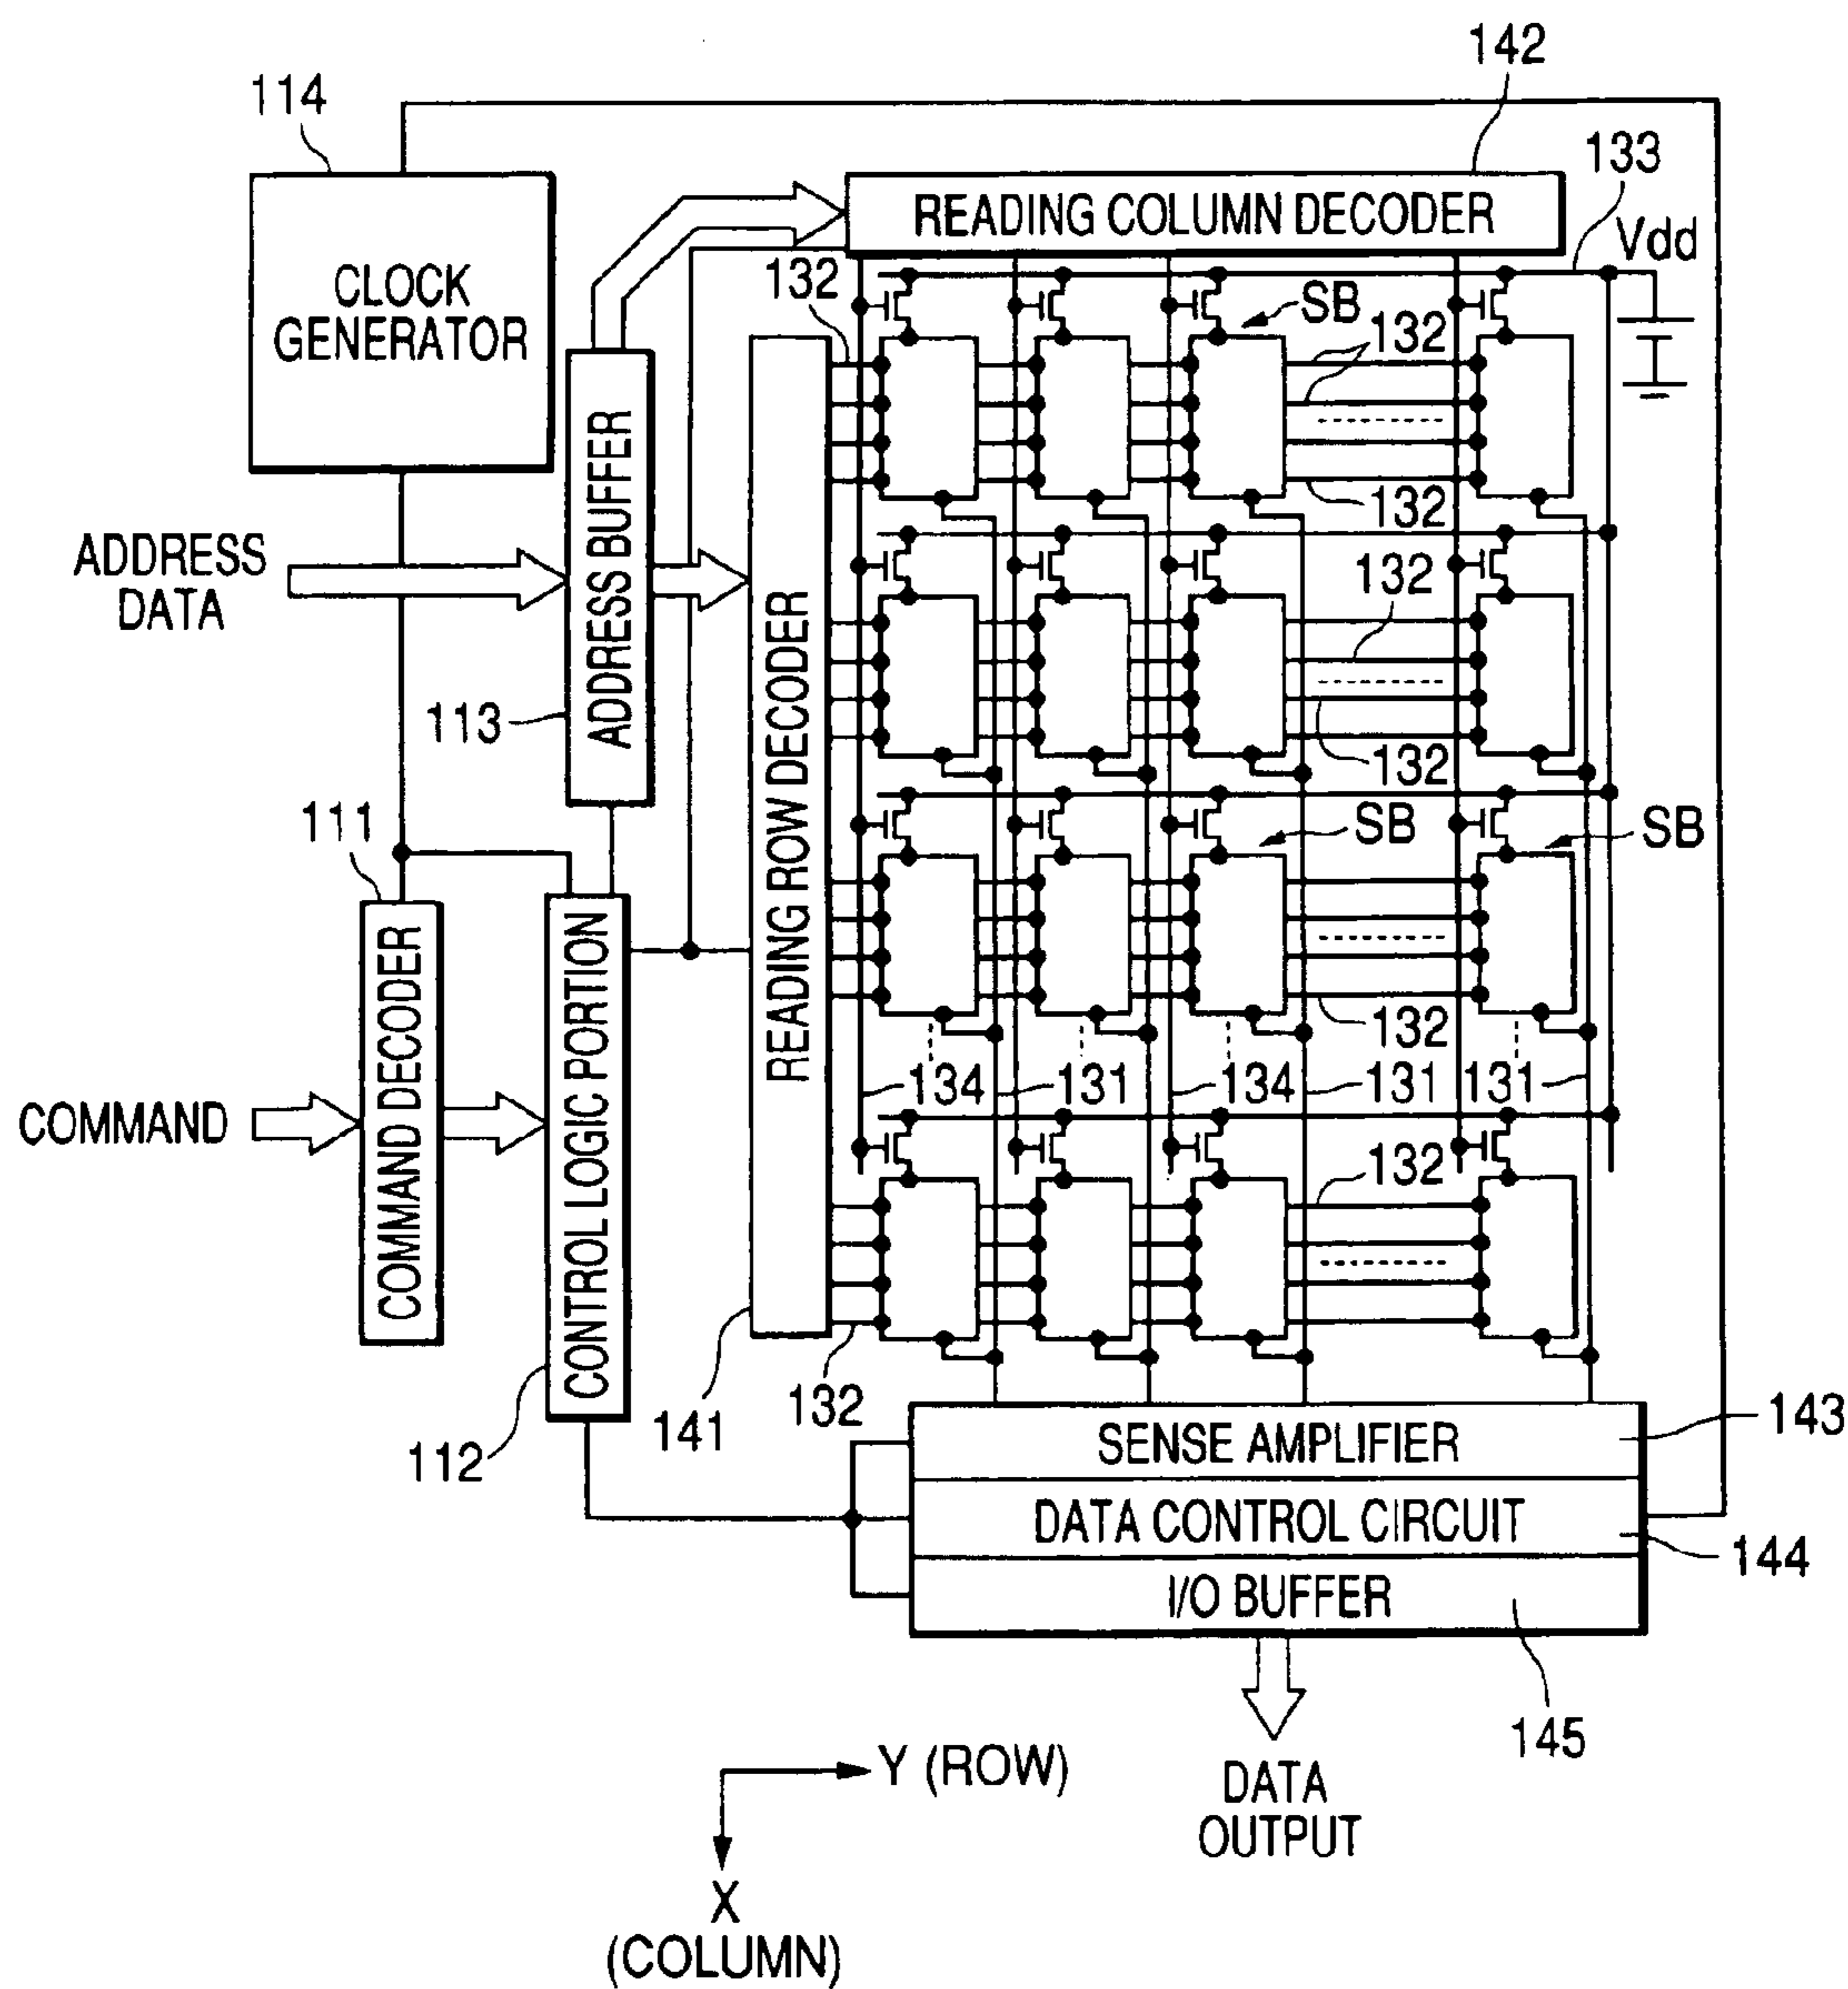 142
114
133
READING COLUMN DECODER
Vdd
CLOCK
GENERATOR
132
SB
132
132
ADDRESS BUFFER
ADDRESS
DATA
132
READING ROW DECODER
113
132
111
SB
SB
COMMAND DECODER
CONTROL LOGIC PORTION
132
134
131
134
131
131
COMMAND
132
132
141
112
SENSE AMPLIFIER
143
DATA CONTROL CIRCUIT
144
I/O BUFFER
145
Y (ROW)
DATA
OUTPUT
X
(COLUMN)